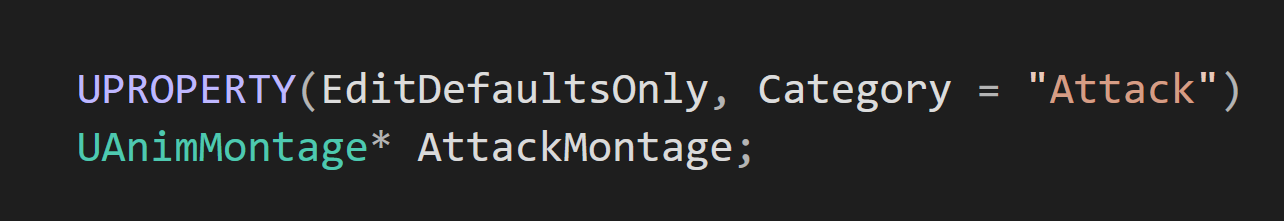 UPROPERTY(EditDefaultsOnly, Category = "Attack")
UAnimMontage* AttackMontage;